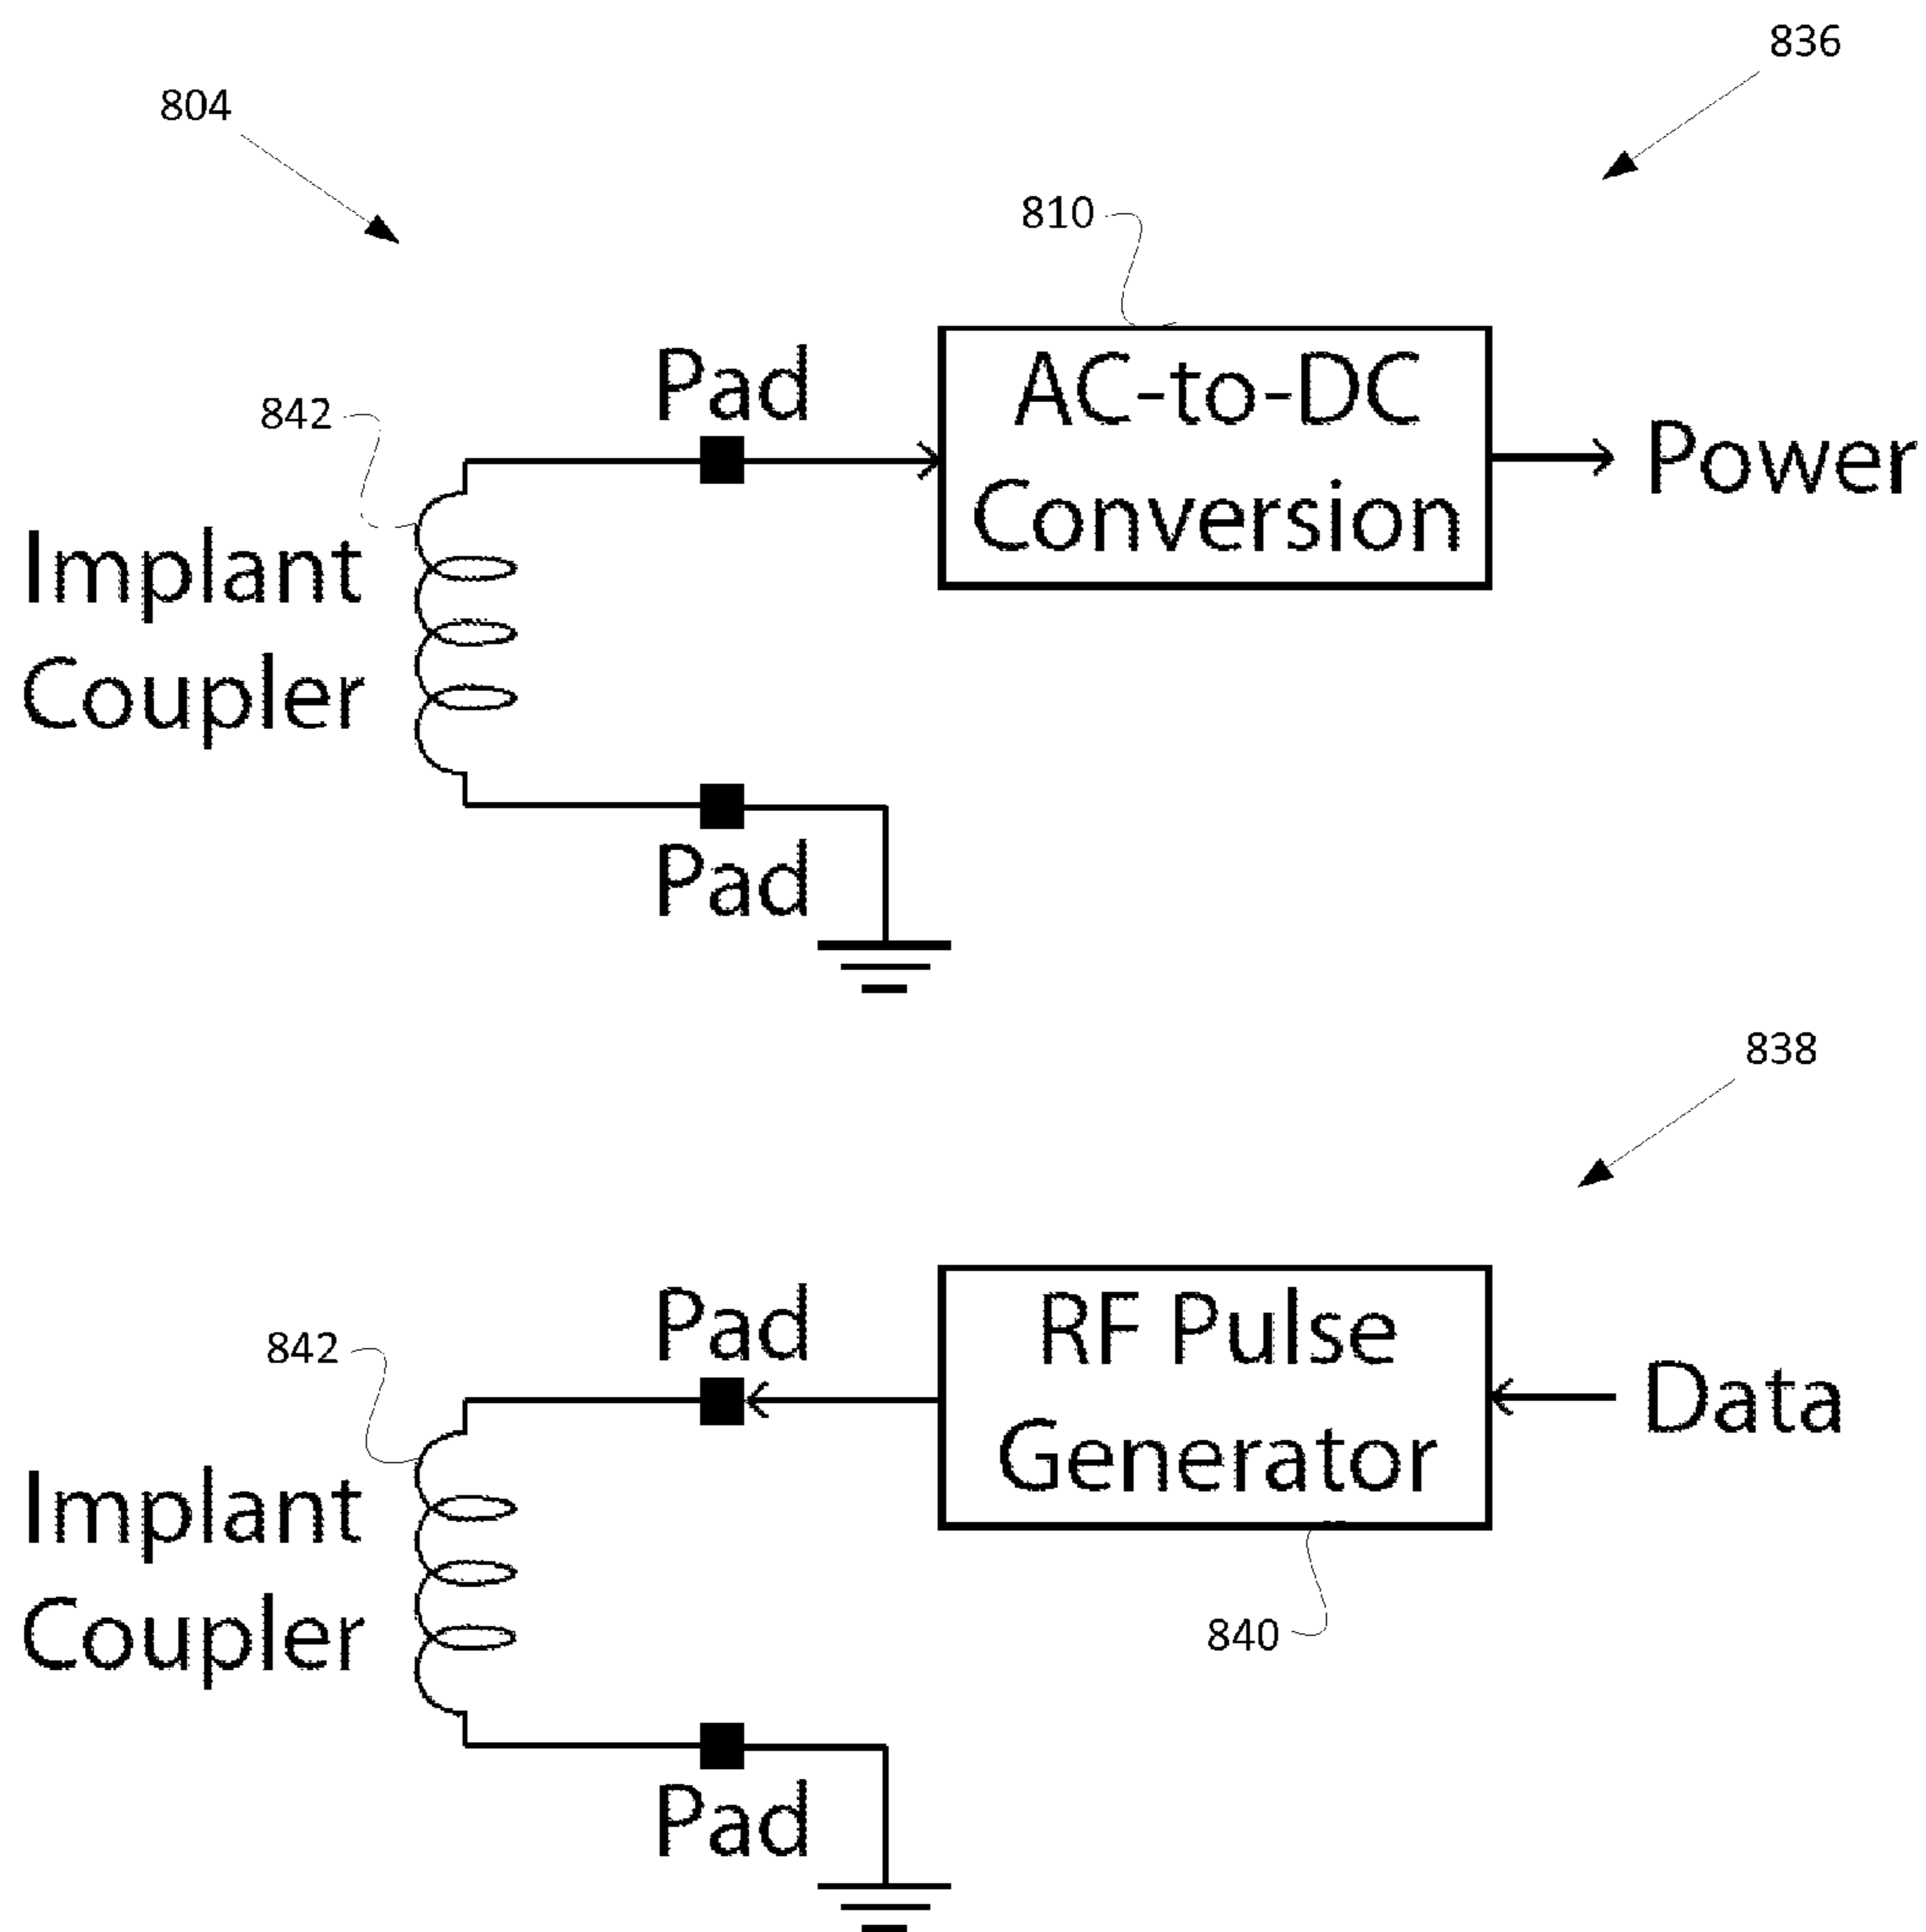 836
804
810
Pad
AC-to-DC
Conversion
Power
842
Implant
Coupler
Pad
838
Pad
RF Pulse
Generator
Data
842
Implant
Coupler
840
Pad